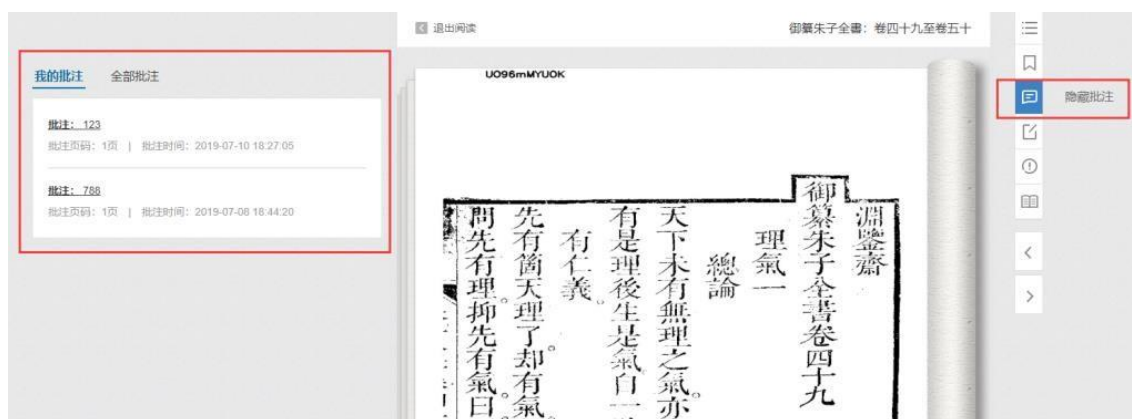 退出阅读
御纂朱子全書：卷四十九至卷五十
我的批注 全部批注
批注： 123
批注页码：1页 | 批注时间：2019-07-10 18:27:05
批注： 788
批注页码：1页 | 批注时间：2019-07-08 18:44:20
隐藏批注
UO96mMYUOK
淵鑒齋
御纂朱子全書卷四十九
理氣一
總論
天下未有無理之氣亦
有是理後生是氣自一
有仁義。
先有箇天理了却有氣。
問先有理抑先有氣曰